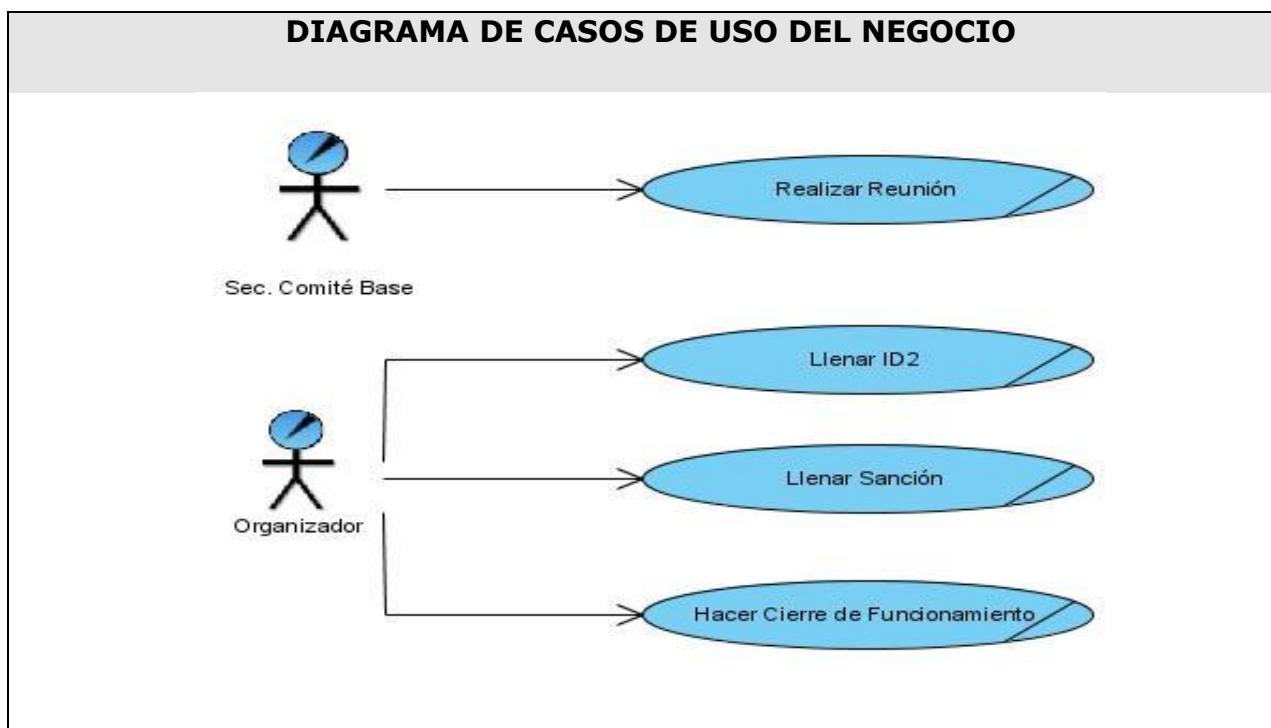 DIAGRAMA DE CASOS DE USO DEL NEGOCIO
Realizar Reunión
Sec. Comité Base
Llenar ID2
Llenar Sanción
Organizador
Hacer Cierre de Funcionamiento